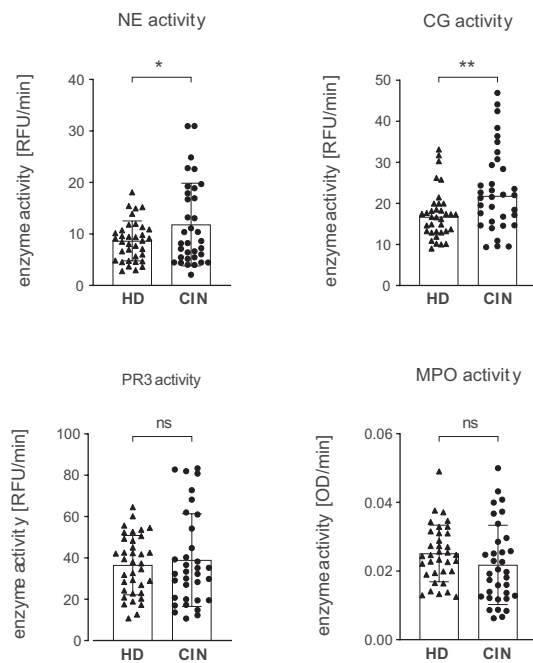 NE activity
CG activity
*
**
enzyme activity [RFU/min]
40
30
20
10
0
HD CIN
enzyme activity [RFU/min]
50
40
30
20
10
0
HD CIN
PR3 activity
MPO activity
ns
ns
enzyme activity [RFU/min]
100
80
60
40
20
0
HD CIN
enzyme activity [OD/min]
0.06
0.04
0.02
0.00
HD CIN